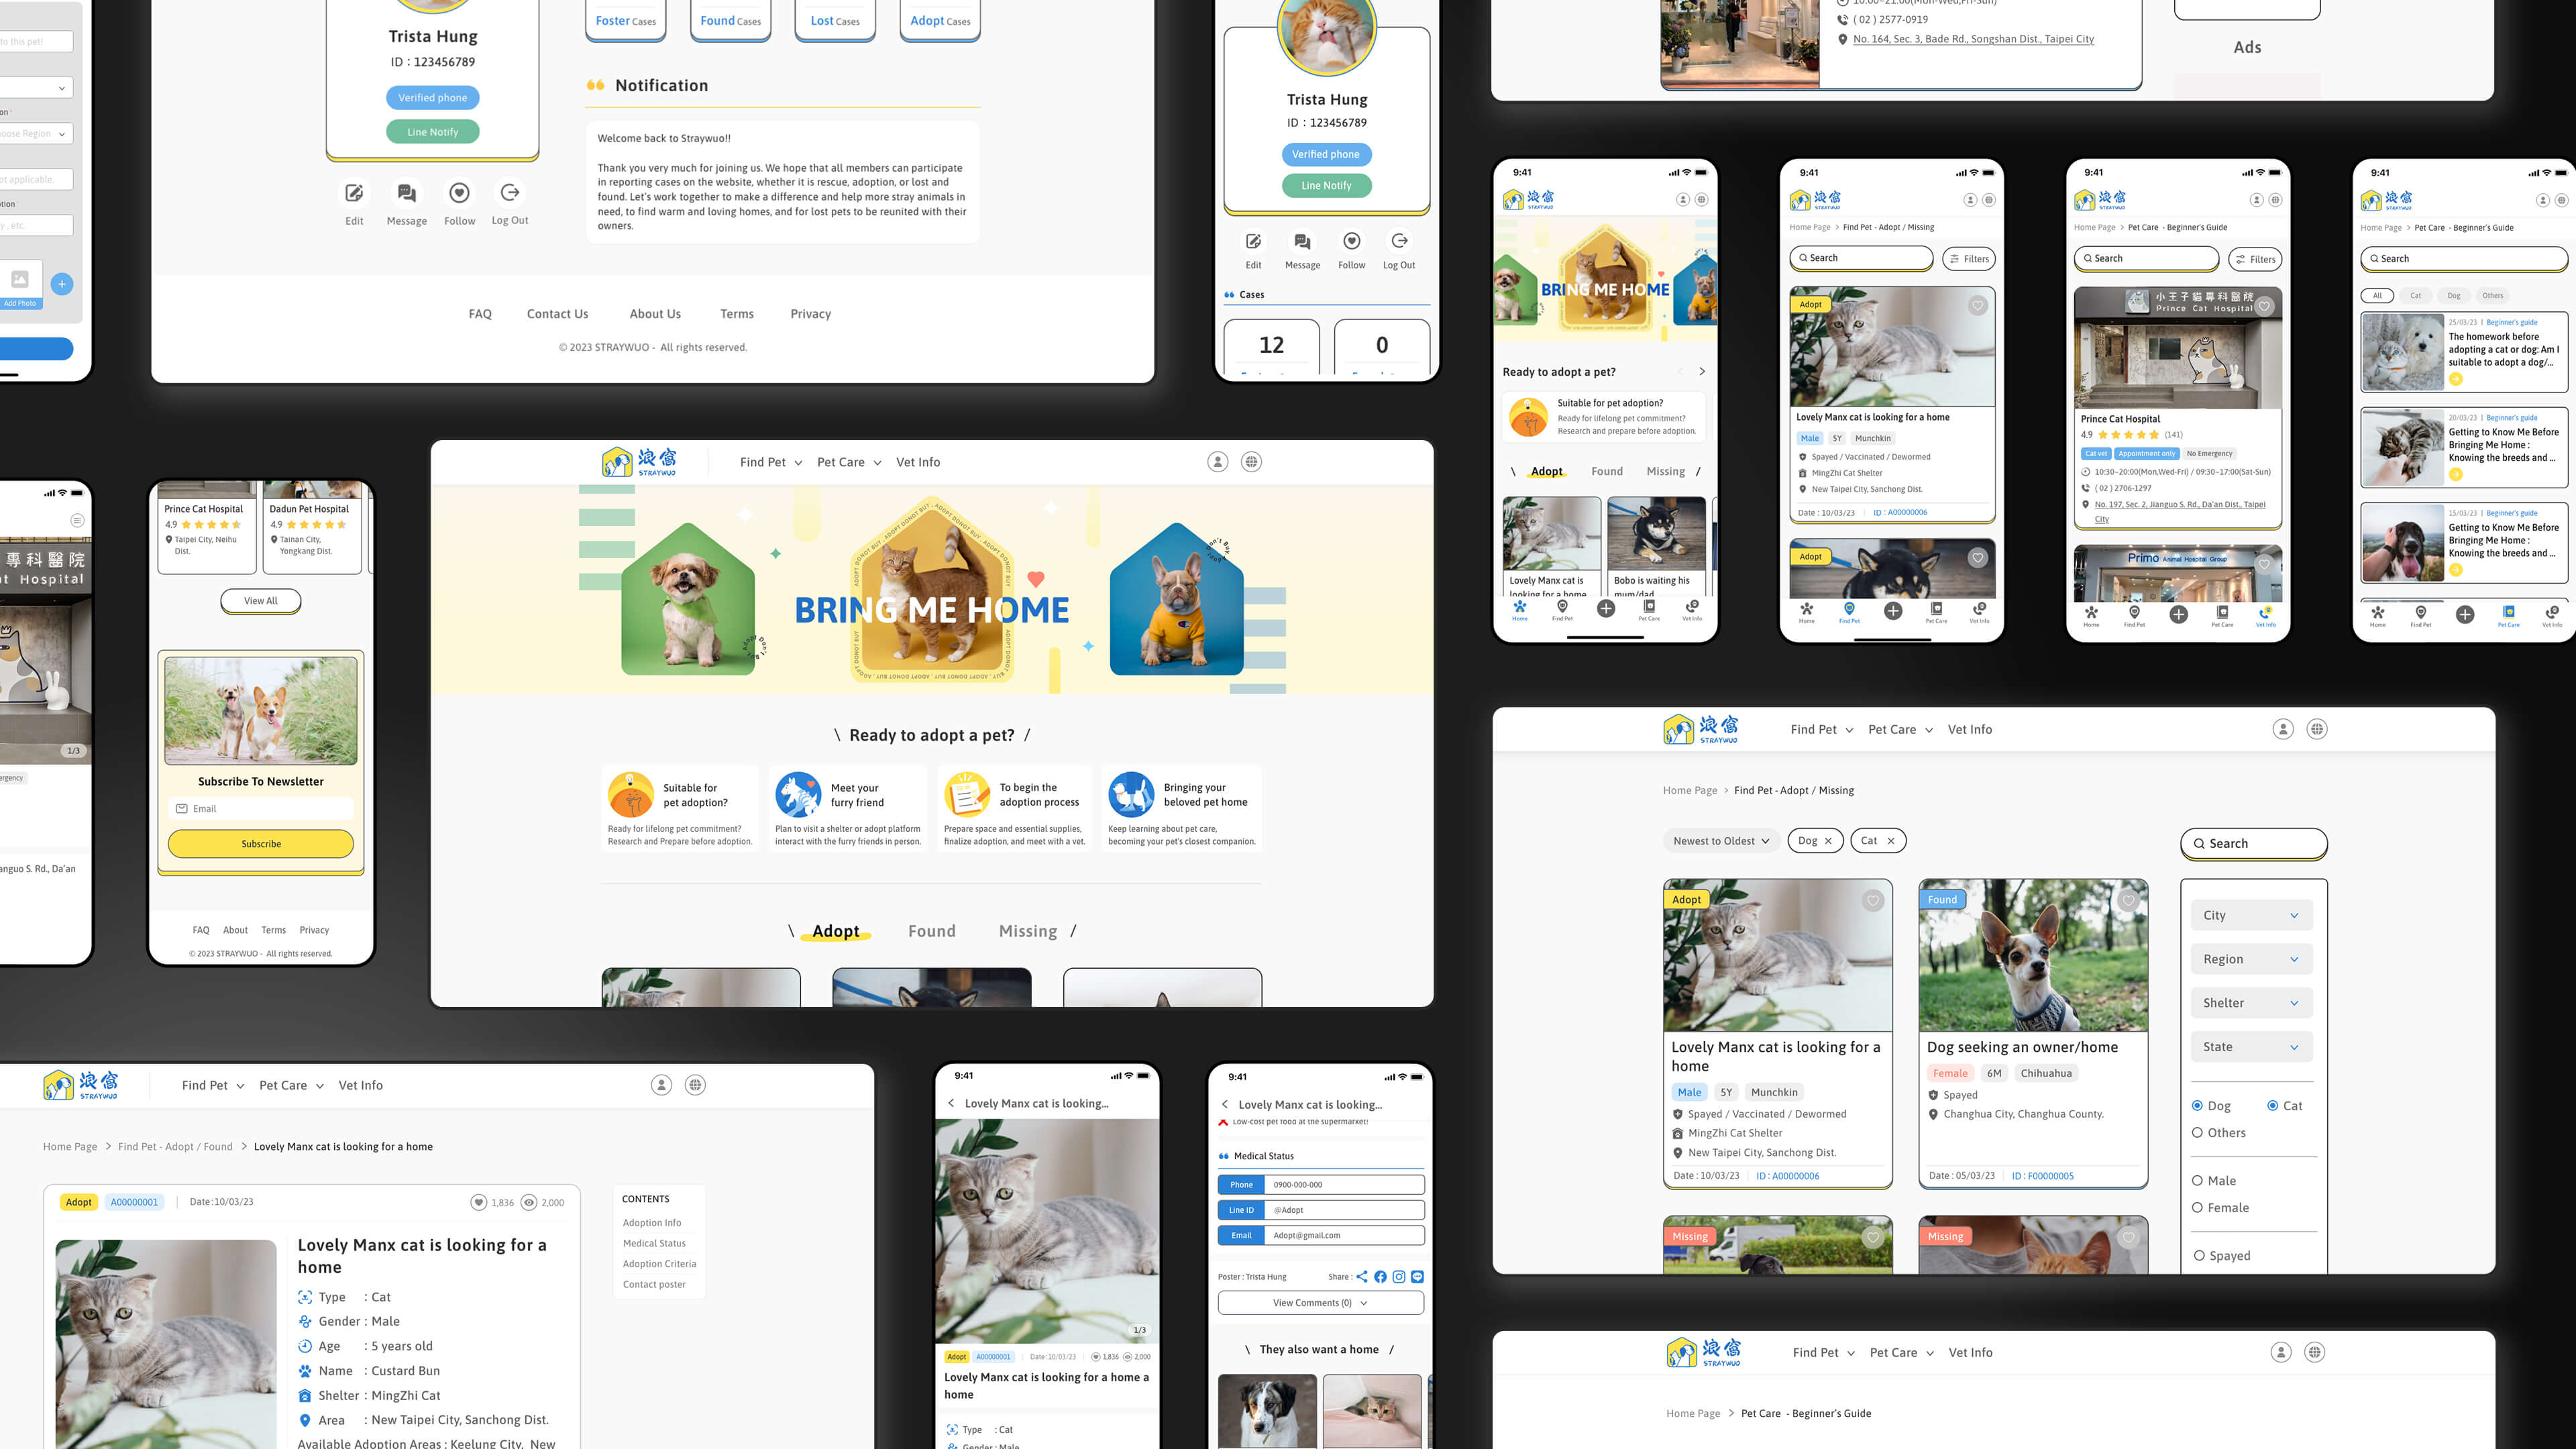 to this pet!
on
oose Region
ot applicable.
otion
y , etc.
Add Photo
Trista Hung
ID : 123456789
Verified phone
Line Notify
Edit
Message
Follow
Log Out
Foster Cases
Found Cases
Lost Cases
Adopt Cases
Notification
Welcome back to Straywuo!!
Thank you very much for joining us. We hope that all members can participate
in reporting cases on the website, whether it is rescue, adoption, or lost and
found. Let's work together to make a difference and help more stray animals in
need, to find warm and loving homes, and for lost pets to be reunited with their
owners.
FAQ
Contact Us
About Us
Terms
Privacy
© 2023 STRAYWUO - All rights reserved.
Trista Hung
ID : 123456789
Verified phone
Line Notify
Edit
Message
Follow
Log Out
Cases
12
0
10:00~21:00(Mon-Wed,Fri-Sun)
( 02 ) 2577-0919
No. 164, Sec. 3, Bade Rd., Songshan Dist., Taipei City
Ads
9:41
浪窩
STRAYWUO
BRING ME HOME
Ready to adopt a pet?
Suitable for pet adoption?
Ready for lifelong pet commitment?
Research and prepare before adoption.
\ Adopt
Found
Missing /
Lovely Manx cat is
looking for a home
Bobo is waiting his
mum/dad
Home
Find Pet
Pet Care
Vet Info
9:41
浪窩
STRAYWUO
Home Page > Find Pet - Adopt / Missing
Search
Filters
Adopt
Lovely Manx cat is looking for a home
Male
5Y
Munchkin
Spayed / Vaccinated / Dewormed
MingZhi Cat Shelter
New Taipei City, Sanchong Dist.
Date : 10/03/23
ID : A00000006
Adopt
Home
Find Pet
Pet Care
Vet Info
9:41
浪窩
STRAYWUO
Home Page > Pet Care - Beginner's Guide
Search
Filters
小王子貓專科醫院
Prince Cat Hospital
Prince Cat Hospital
4.9
(141)
Cat vet
Appointment only
No Emergency
10:30~20:00(Mon,Wed-Fri) / 09:30~17:00(Sat-Sun)
( 02 ) 2706-1297
No. 197, Sec. 2, Jianguo S. Rd., Da'an Dist., Taipei
City
Primo Animal Hospital Group
Home
Find Pet
Pet Care
Vet Info
9:41
浪窩
STRAYWUO
Home Page > Pet Care - Beginner's Guide
Search
All
Cat
Dog
Others
25/03/23 | Beginner's guide
The homework before
adopting a cat or dog: Am I
suitable to adopt a dog/...
20/03/23 | Beginner's guide
Getting to Know Me Before
Bringing Me Home :
Knowing the breeds and ...
15/03/23 | Beginner's guide
Getting to Know Me Before
Bringing Me Home :
Knowing the breeds and ...
Home
Find Pet
Pet Care
Vet Info
專科醫院
at Hospital
1/3
ergency
anguo S. Rd., Da'an
Prince Cat Hospital
4.9
Taipei City, Neihu
Dist.
Dadun Pet Hospital
4.9
Tainan City,
Yongkang Dist.
View All
Subscribe To Newsletter
Email
Subscribe
FAQ
About
Terms
Privacy
© 2023 STRAYWUO - All rights reserved.
浪窩
STRAYWUO
Find Pet
Pet Care
Vet Info
ADOPT DONOT BUY
BRING ME HOME
\ Ready to adopt a pet? /
Suitable for
pet adoption?
Ready for lifelong pet commitment?
Research and Prepare before adoption.
Meet your
furry friend
Plan to visit a shelter or adopt platform
interact with the furry friends in person.
To begin the
adoption process
Prepare space and essential supplies,
finalize adoption, and meet with a vet.
Bringing your
beloved pet home
Keep learning about pet care,
becoming your pet's closest companion.
\ Adopt
Found
Missing /
浪窩
STRAYWUO
Find Pet
Pet Care
Vet Info
Home Page > Find Pet - Adopt / Missing
Newest to Oldest
Dog
Cat
Search
Adopt
Lovely Manx cat is looking for a
home
Male
5Y
Munchkin
Spayed / Vaccinated / Dewormed
MingZhi Cat Shelter
New Taipei City, Sanchong Dist.
Date : 10/03/23
ID : A00000006
Found
Dog seeking an owner/home
Female
6M
Chihuahua
Spayed
Changhua City, Changhua County.
Date : 05/03/23
ID : F00000005
Missing
Missing
City
Region
Shelter
State
Dog
Cat
Others
Male
Female
Spayed
浪窩
STRAYWUO
Find Pet
Pet Care
Vet Info
Home Page > Find Pet - Adopt / Found > Lovely Manx cat is looking for a home
Adopt
A00000001
Date:10/03/23
1,836
2,000
Lovely Manx cat is looking for a
home
Type : Cat
Gender : Male
Age : 5 years old
Name : Custard Bun
Shelter : MingZhi Cat
Area : New Taipei City, Sanchong Dist.
Available Adoption Areas : Keelung City, New
CONTENTS
Adoption Info
Medical Status
Adoption Criteria
Contact poster
9:41
Lovely Manx cat is looking...
1/3
Adopt
A00000001
Date:10/03/23
1,836
2,000
Lovely Manx cat is looking for a home a
home
Type : Cat
Gender : Male
9:41
Lovely Manx cat is looking...
Low-cost pet food at the supermarket!
Medical Status
Phone
0900-000-000
Line ID
@Adopt
Email
Adopt@gmail.com
Poster : Trista Hung
Share :
View Comments (0)
\ They also want a home /
浪窩
STRAYWUO
Find Pet
Pet Care
Vet Info
Home Page > Pet Care - Beginner's Guide